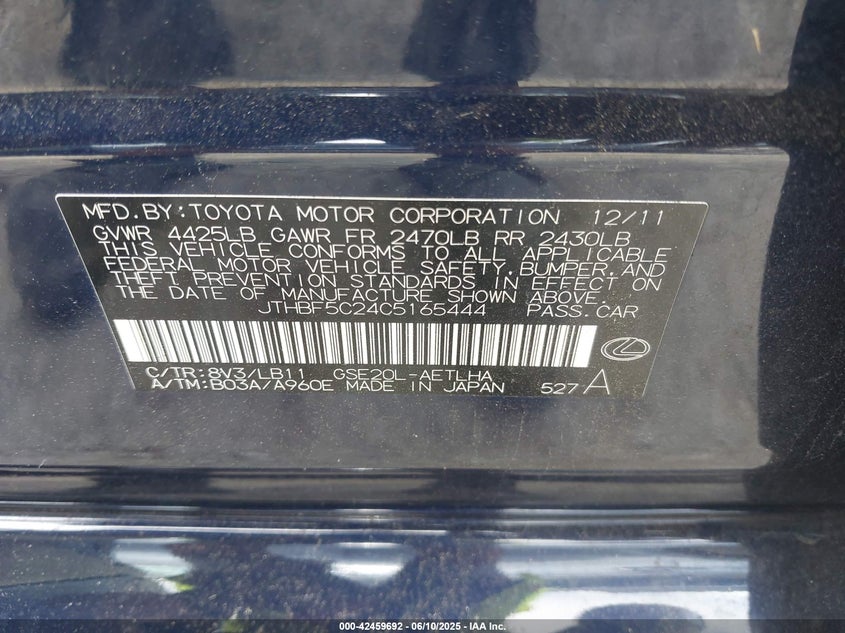 MFD.BY:TOYOTA MOTOR CORPORATION 12/11
GVWR 4425LB GAWR FR 2470LB RR 2430LB
THIS VEHICLE CONFORMS TO ALL APPLICABLE
FEDERAL MOTOR VEHICLE SAFETY,BUMPER,AND
THEFT PREVENTION STANDARDS IN EFFECT ON
THE DATE OF MANUFACTURE SHOWN ABOVE.
JTHBF5C24C5165444 PASS.CAR
C/TR:8V3/LB11 GSE20L-AETLHA
A/TM:B03A/A960E MADE IN JAPAN 527 A
000-42459692 - 06/10/2025 - IAA Inc.